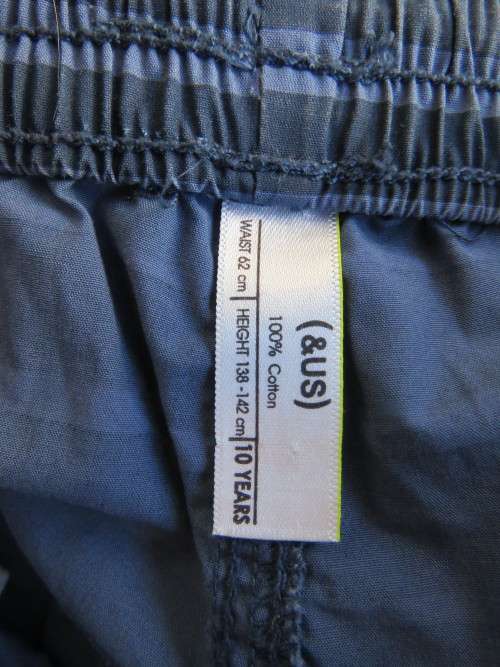 (&US)
100% Cotton
WAIST 62 cm | HEIGHT 138 -142 cm | 10 YEARS